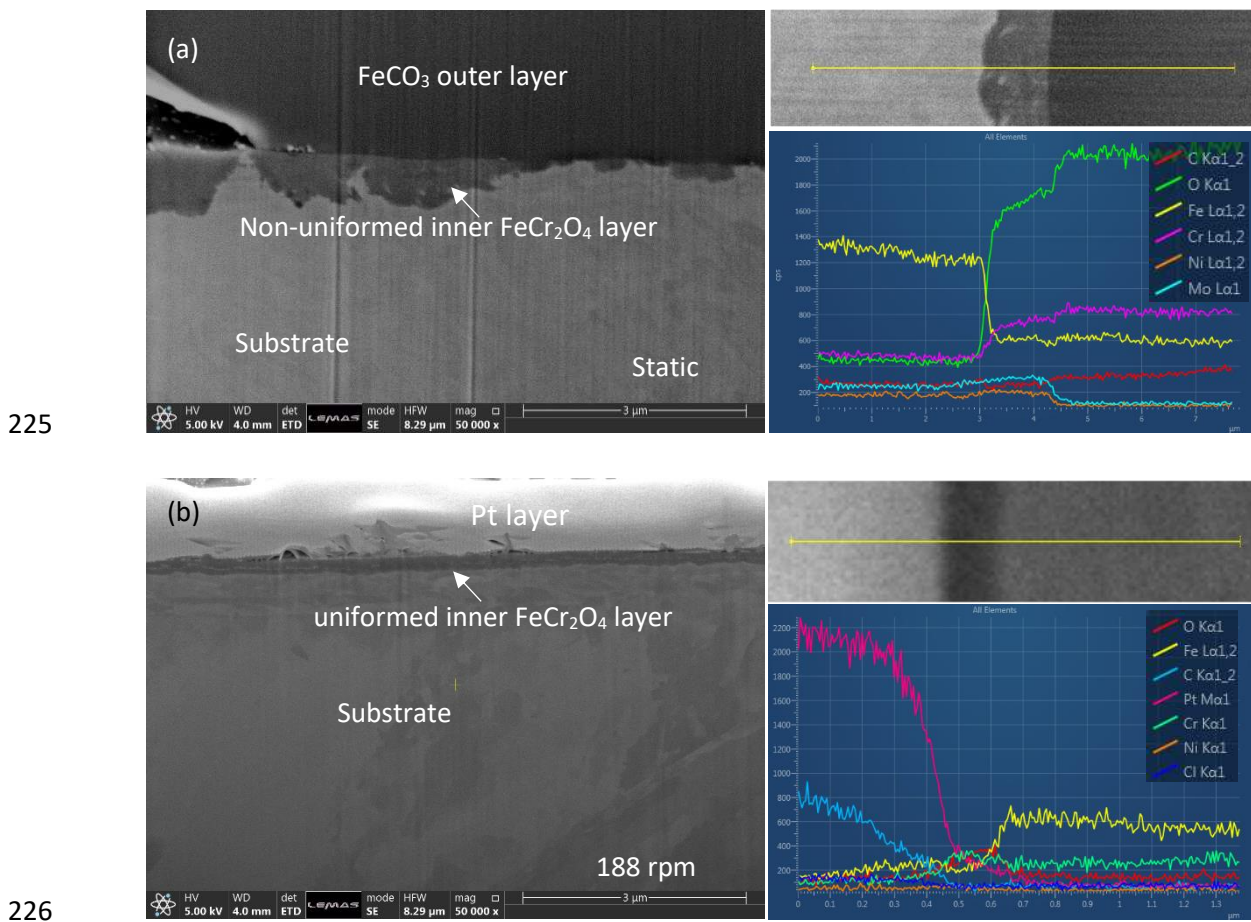 (a)
FeCO₃ outer layer
Non-uniformed inner FeCr₂O₄ layer
Substrate
Static
HV WD det LEMAS mode HFW mag □ 3 µm
5.00 kV 4.0 mm ETD SE 8.29 µm 50 000 x
225
All Elements
2000
1800
1600
1400
1200
1000
800
600
400
200
cps
0 1 2 3 4 5 6 7
µm
C Kα1_2
O Kα1
Fe Lα1,2
Cr Lα1,2
Ni Lα1,2
Mo Lα1
(b)
Pt layer
uniformed inner FeCr₂O₄ layer
Substrate
188 rpm
HV WD det LEMAS mode HFW mag □ 3 µm
5.00 kV 4.0 mm ETD SE 8.29 µm 50 000 x
226
All Elements
2200
2000
1800
1600
1400
1200
1000
800
600
400
200
0 0.1 0.2 0.3 0.4 0.5 0.6 0.7 0.8 0.9 1 1.1 1.2 1.3
µm
O Kα1
Fe Lα1,2
C Kα1_2
Pt Mα1
Cr Kα1
Ni Kα1
Cl Kα1